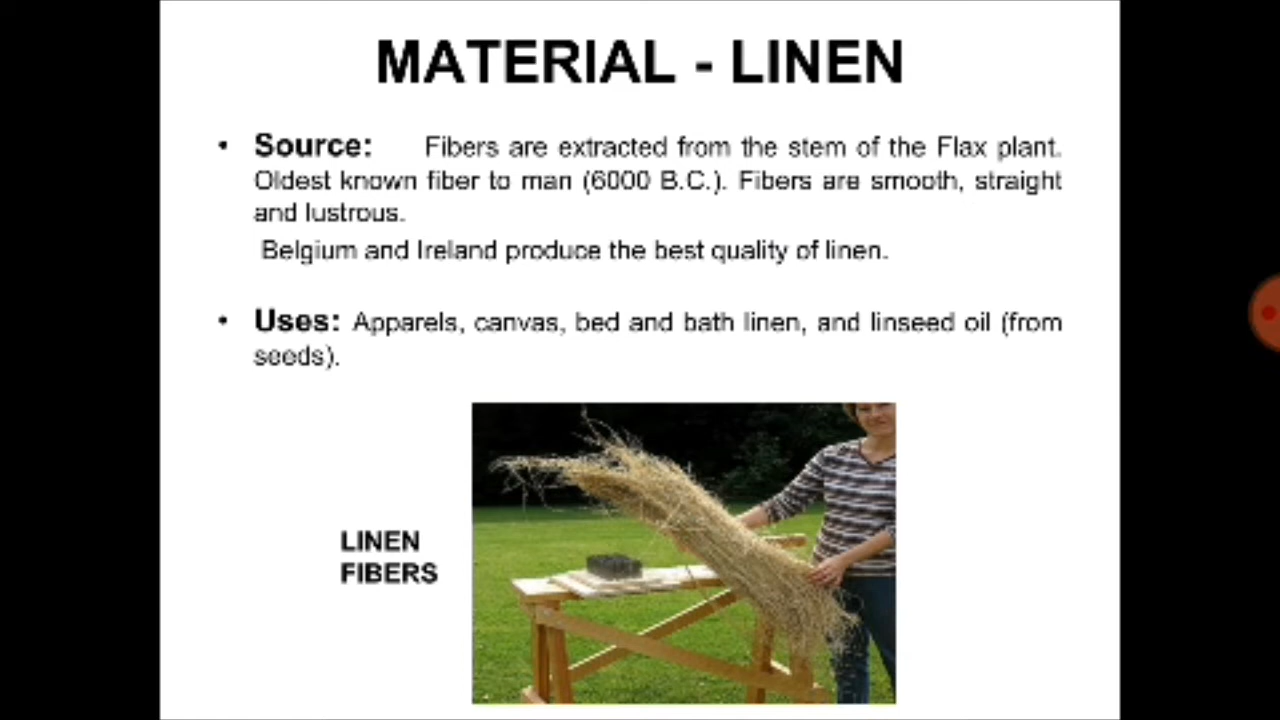 MATERIAL - LINEN
• Source: Fibers are extracted from the stem of the Flax plant.
Oldest known fiber to man (6000 B.C.). Fibers are smooth, straight
and lustrous.
Belgium and Ireland produce the best quality of linen.
• Uses: Apparels, canvas, bed and bath linen, and linseed oil (from
seeds).
LINEN
FIBERS